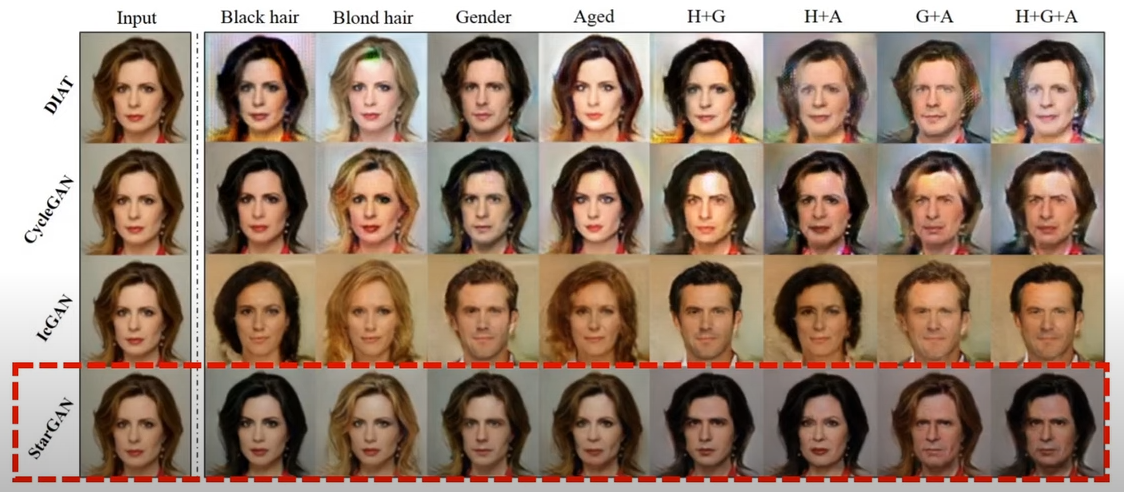 Input Black hair Blond hair Gender Aged H+G H+A G+A H+G+A
DIAT
CycleGAN
IcGAN
StarGAN